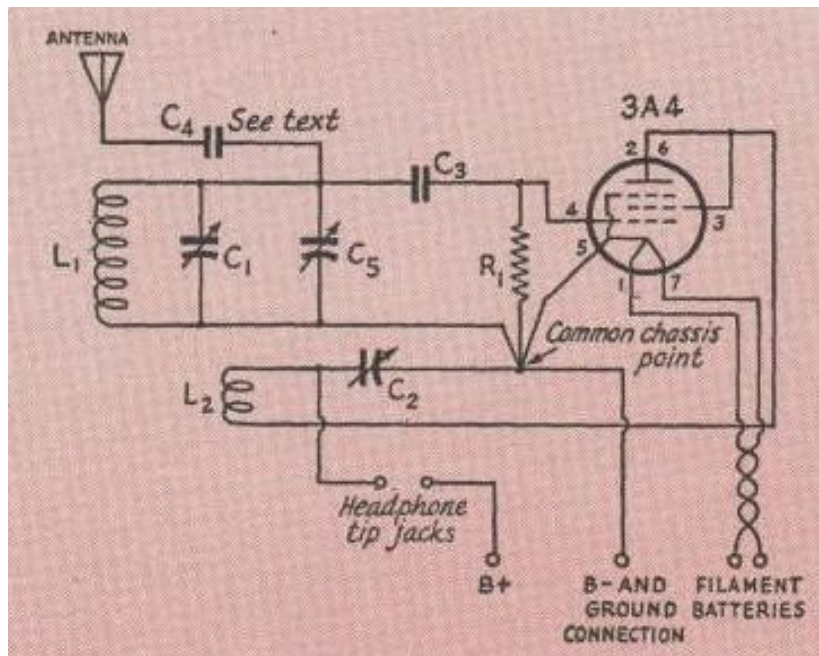 ANTENNA
C4 See text
3A4
2 6
C3
4
3
L1
C1
C5
R1
5
1
7
Common chassis
point
L2
C2
Headphone
tip jacks
B+
B- AND
GROUND
CONNECTION
FILAMENT
BATTERIES